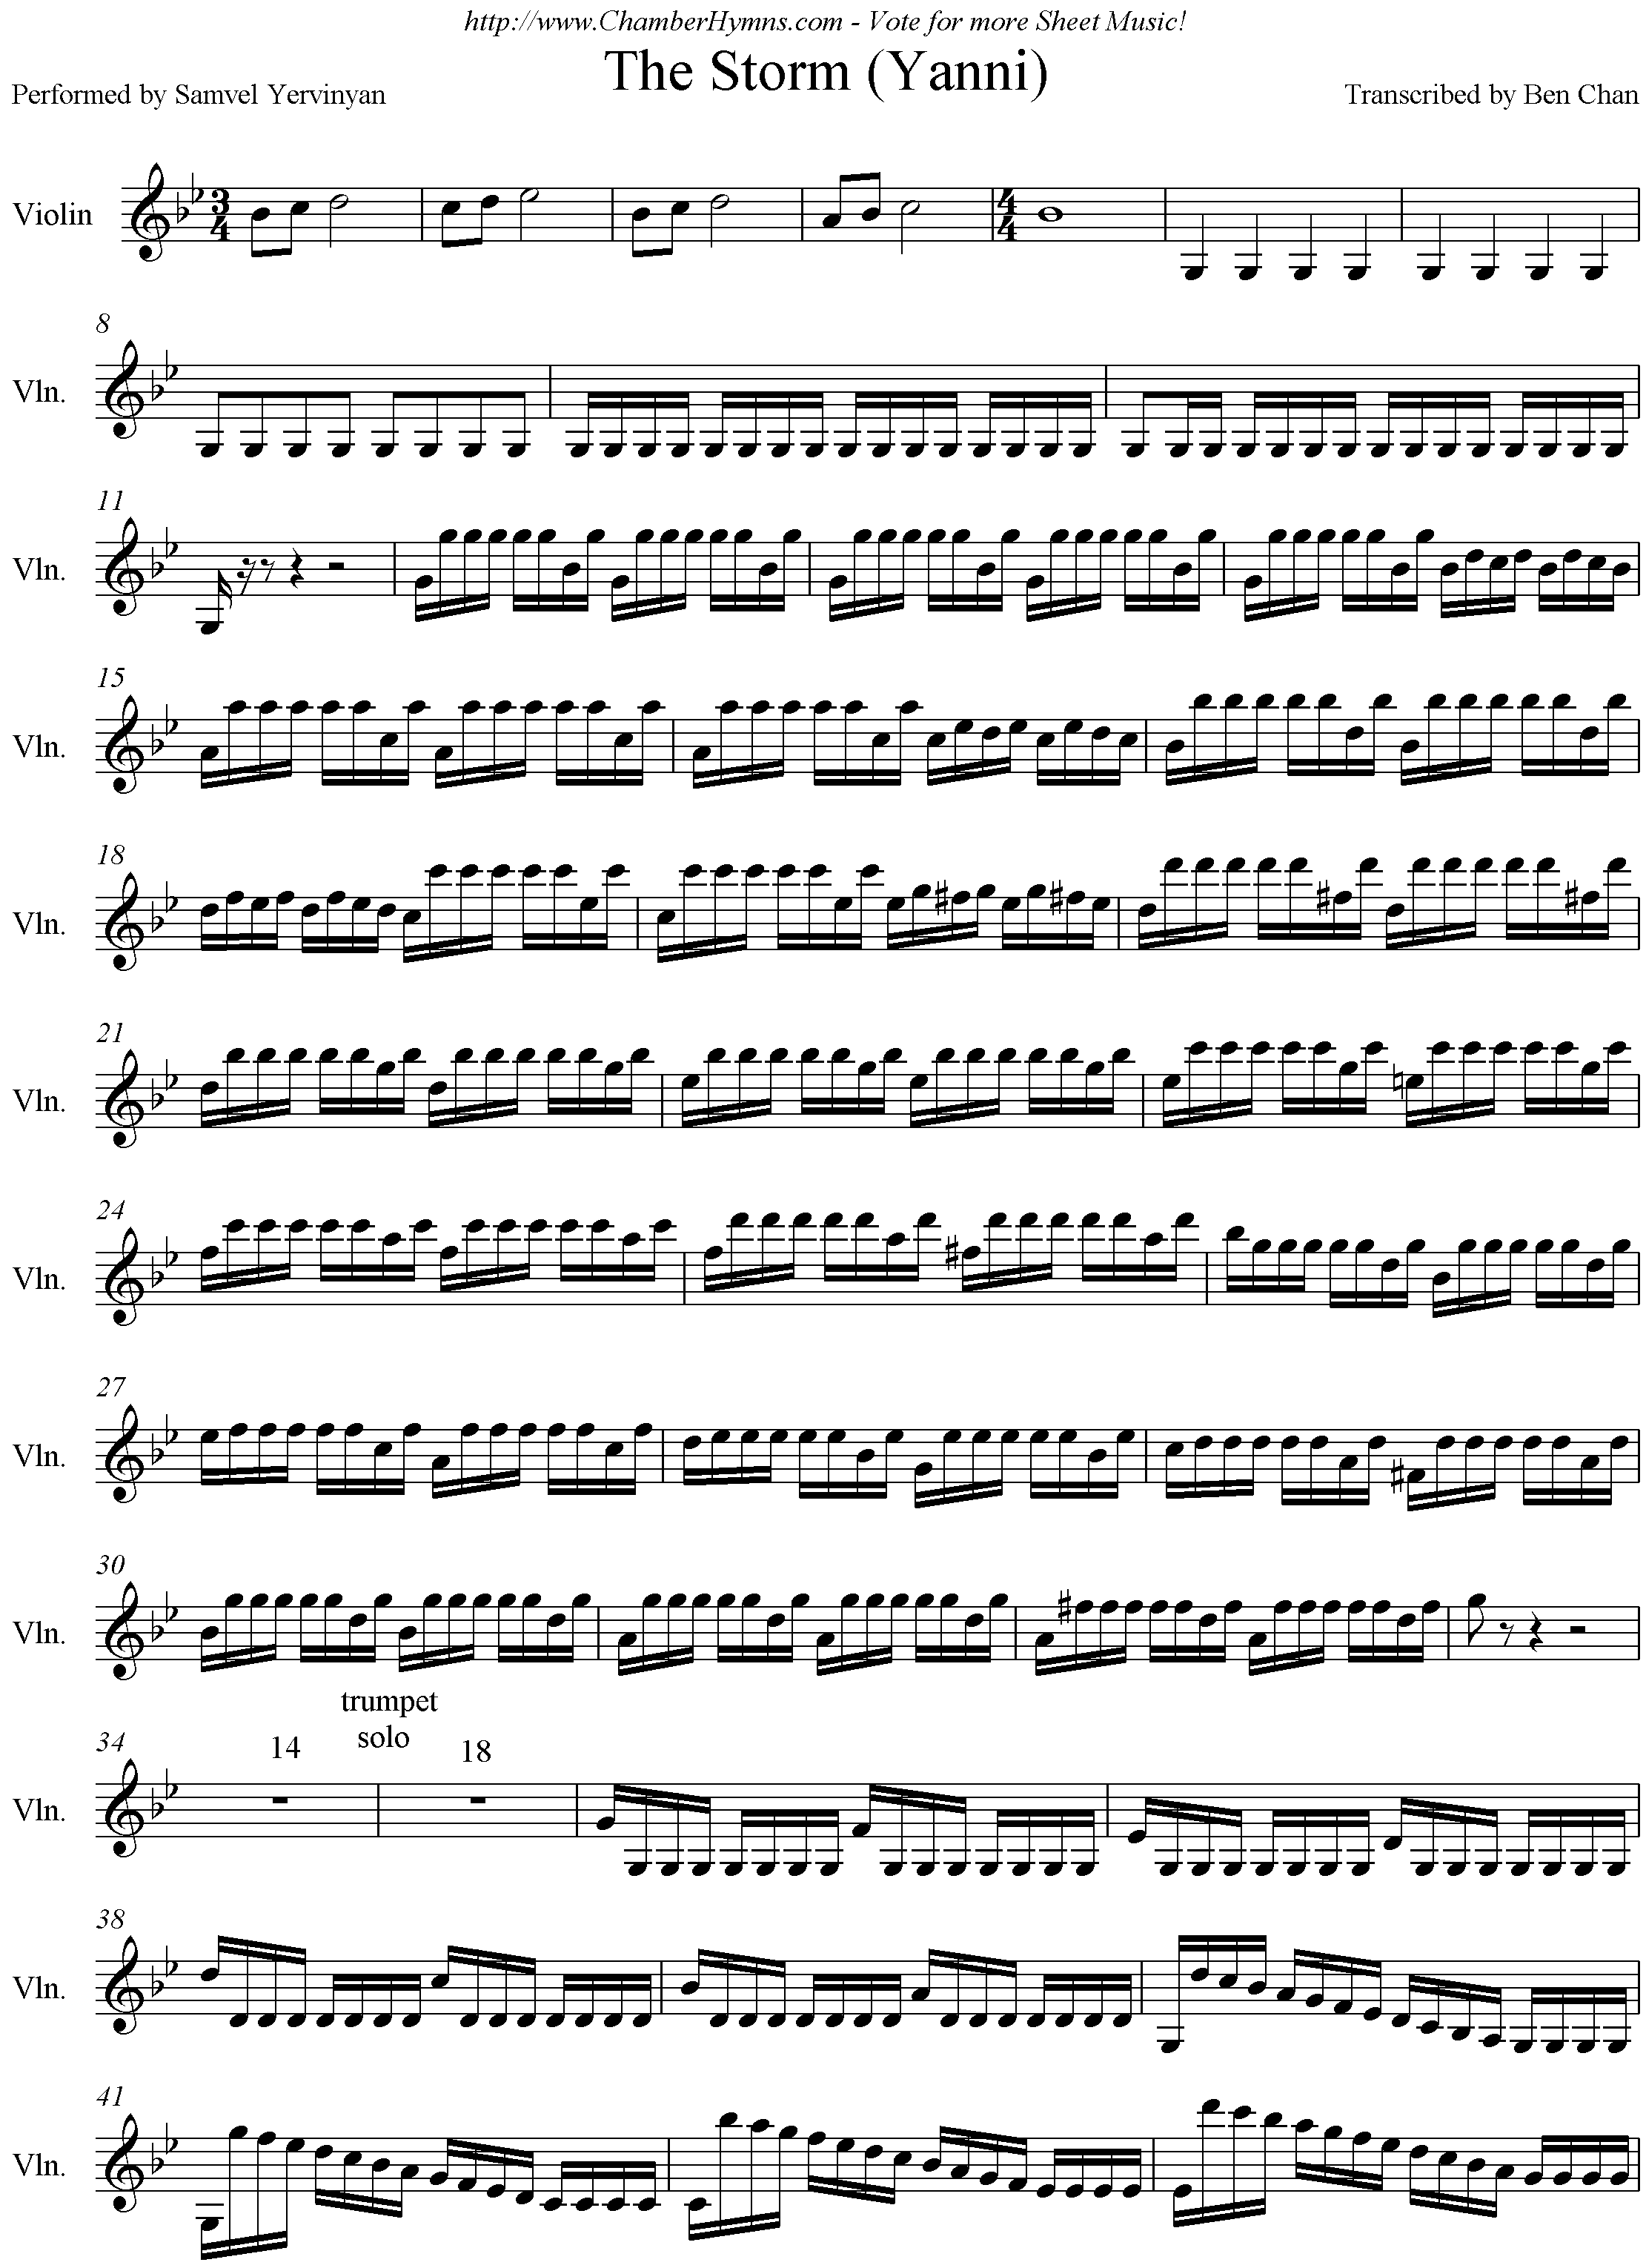 http://www.ChamberHymns.com - Vote for more Sheet Music!
The Storm (Yanni)
Performed by Samvel Yervinyan
Transcribed by Ben Chan
Violin
3
4
4
4
8
Vln.
11
Vln.
15
Vln.
18
Vln.
21
Vln.
24
Vln.
27
Vln.
30
Vln.
trumpet
solo
34
14
18
Vln.
38
Vln.
41
Vln.